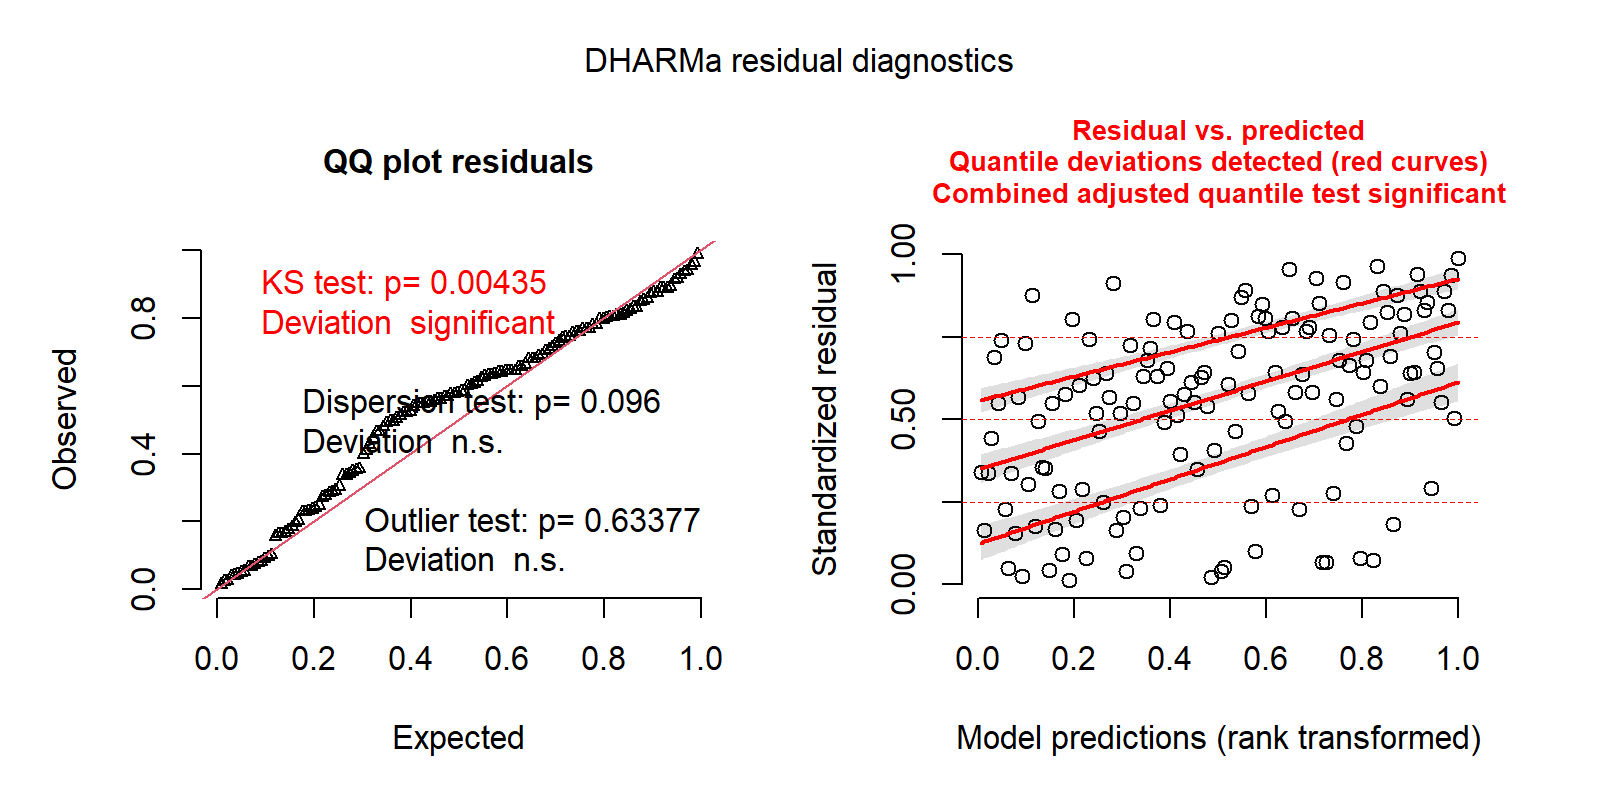 DHARMa residual diagnostics
QQ plot residuals
KS test: p= 0.00435
Deviation  significant
Dispersion test: p= 0.096
Deviation  n.s.
Outlier test: p= 0.63377
Deviation  n.s.
Observed
0.0
0.4
0.8
0.0 0.2 0.4 0.6 0.8 1.0
Expected
Residual vs. predicted
Quantile deviations detected (red curves)
Combined adjusted quantile test significant
Standardized residual
0.00
0.50
1.00
0.0 0.2 0.4 0.6 0.8 1.0
Model predictions (rank transformed)